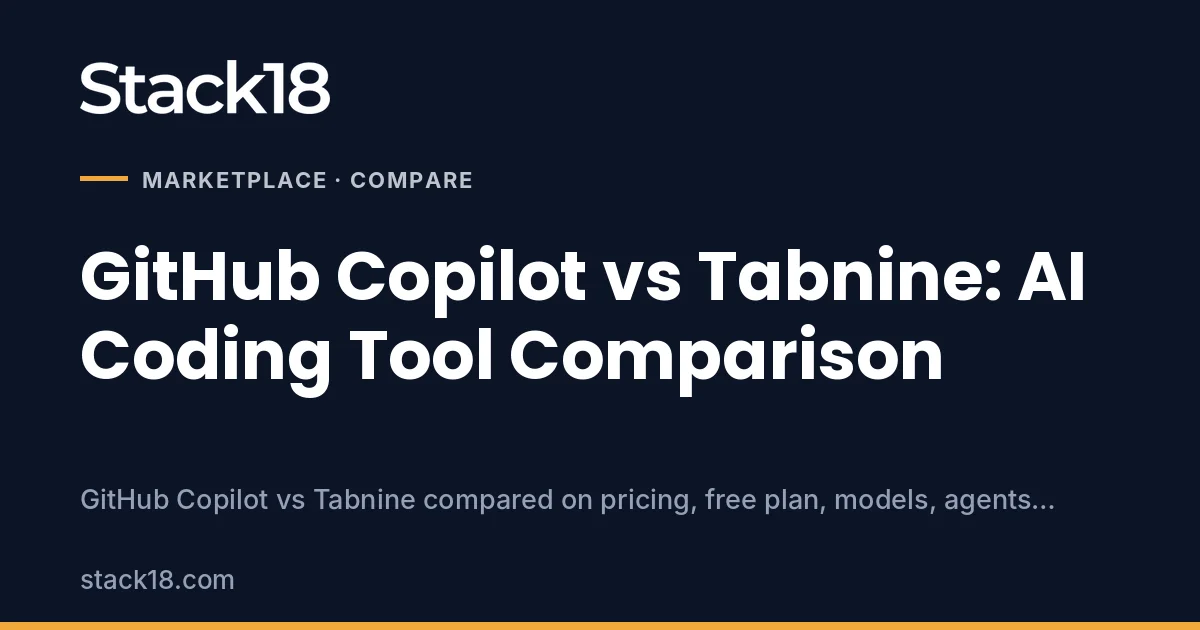 Stack18
MARKETPLACE · COMPARE
GitHub Copilot vs Tabnine: AI
Coding Tool Comparison
GitHub Copilot vs Tabnine compared on pricing, free plan, models, agents...
stack18.com